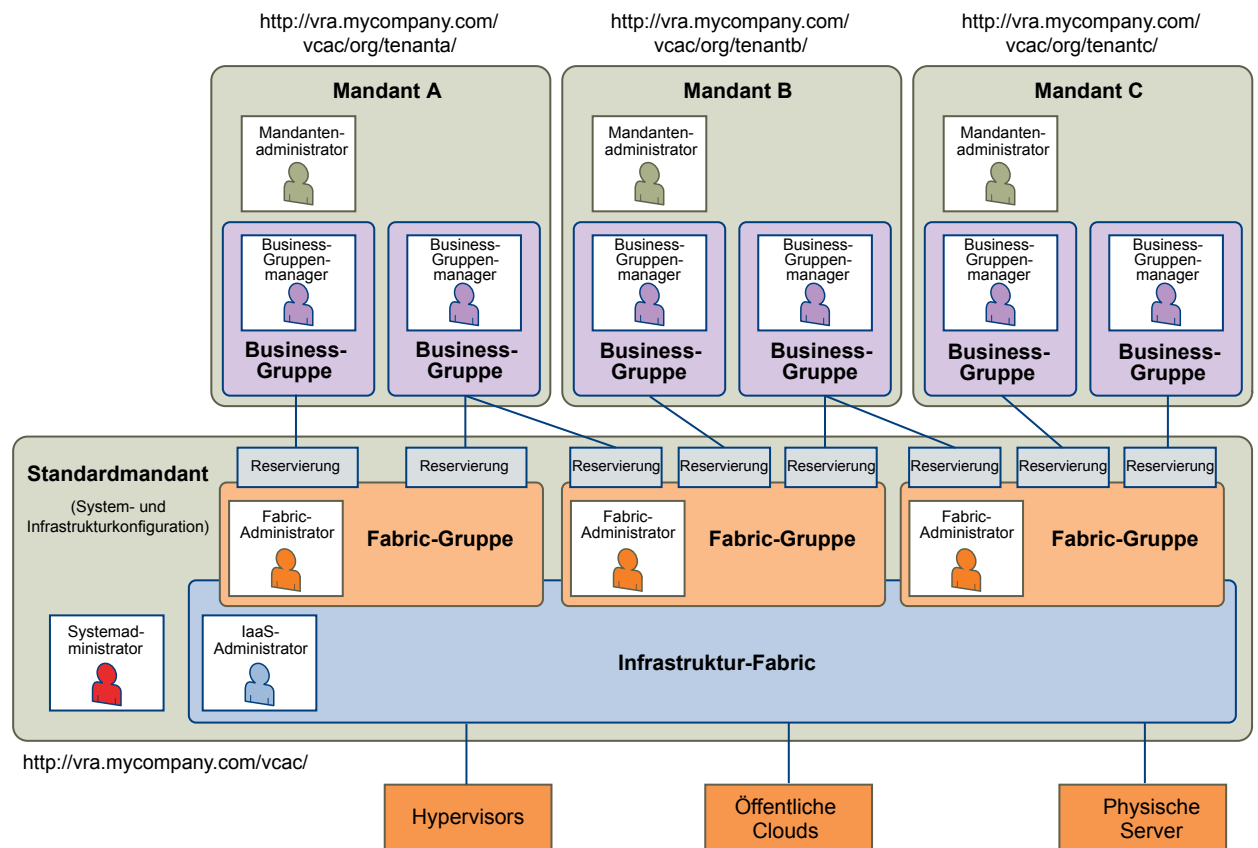 http://vra.mycompany.com/
vcac/org/tenanta/
http://vra.mycompany.com/
vcac/org/tenantb/
http://vra.mycompany.com/
vcac/org/tenantc/
Mandant A
Mandanten-
administrator
Business-
Gruppenmanager
Business-
Gruppe
Business-
Gruppenmanager
Business-
Gruppe
Mandant B
Mandanten-
administrator
Business-
Gruppen-
manager
Business-
Gruppe
Business-
Gruppen-
manager
Business-
Gruppe
Mandant C
Mandanten-
administrator
Business-
Gruppen-
manager
Business-
Gruppe
Business-
Gruppen-
manager
Business-
Gruppe
Standardmandant
(System- und
Infrastrukturkonfiguration)
Reservierung
Reservierung
Reservierung
Reservierung
Reservierung
Reservierung
Reservierung
Reservierung
Fabric-
Administrator
Fabric-Gruppe
Fabric-
Administrator
Fabric-Gruppe
Fabric-
Administrator
Fabric-Gruppe
Systemad-
ministrator
IaaS-
Administrator
Infrastruktur-Fabric
http://vra.mycompany.com/vcac/
Hypervisors
Öffentliche
Clouds
Physische
Server